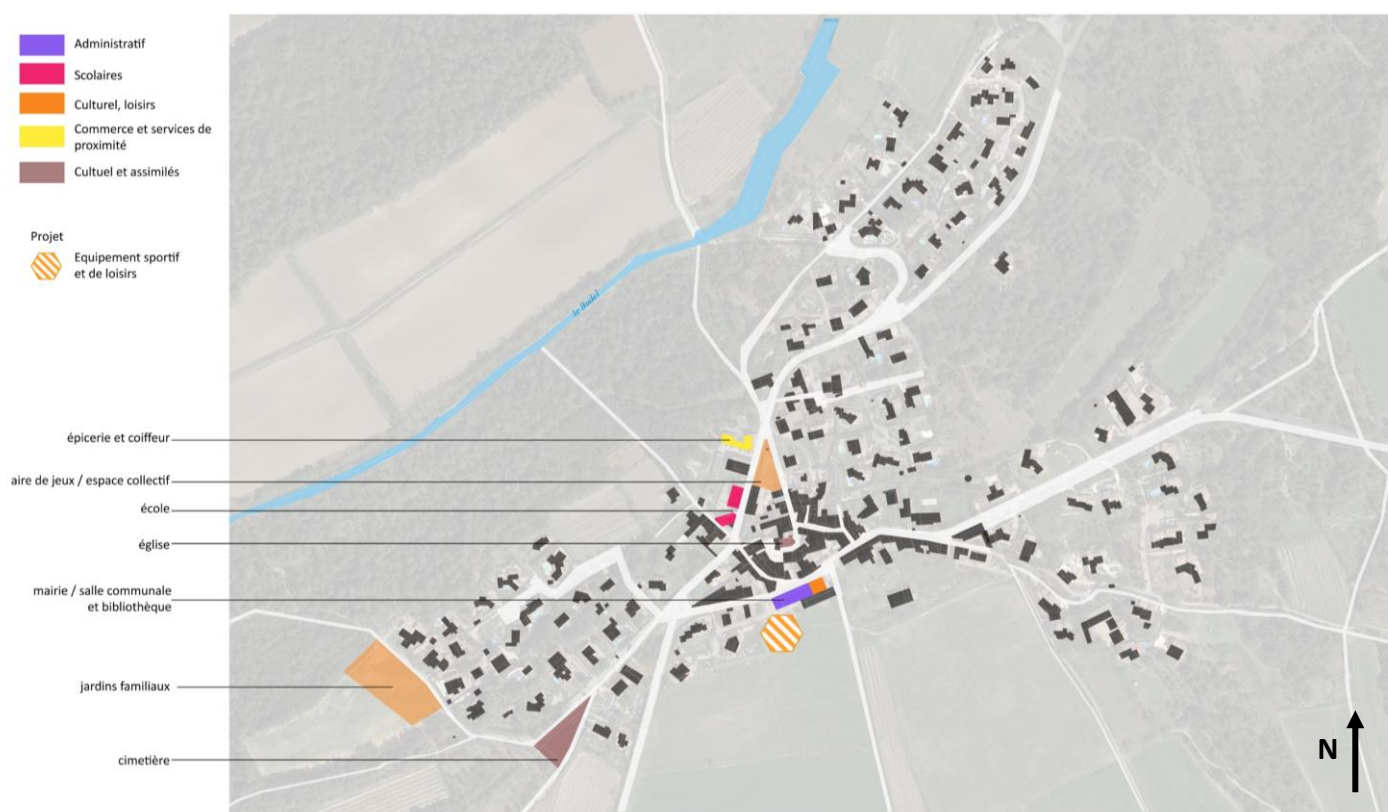 Administratif
Scolaires
Culturel, loisirs
Commerce et services de
proximité
Cultuel et assimilés
Projet
Equipement sportif
et de loisirs
le Budel
épicerie et coiffeur
aire de jeux / espace collectif
école
église
mairie / salle communale
et bibliothèque
jardins familiaux
cimetière
N